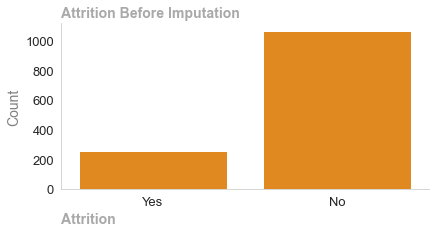 Attrition Before Imputation
1000
800
600
400
200
0
Count
Yes No
Attrition